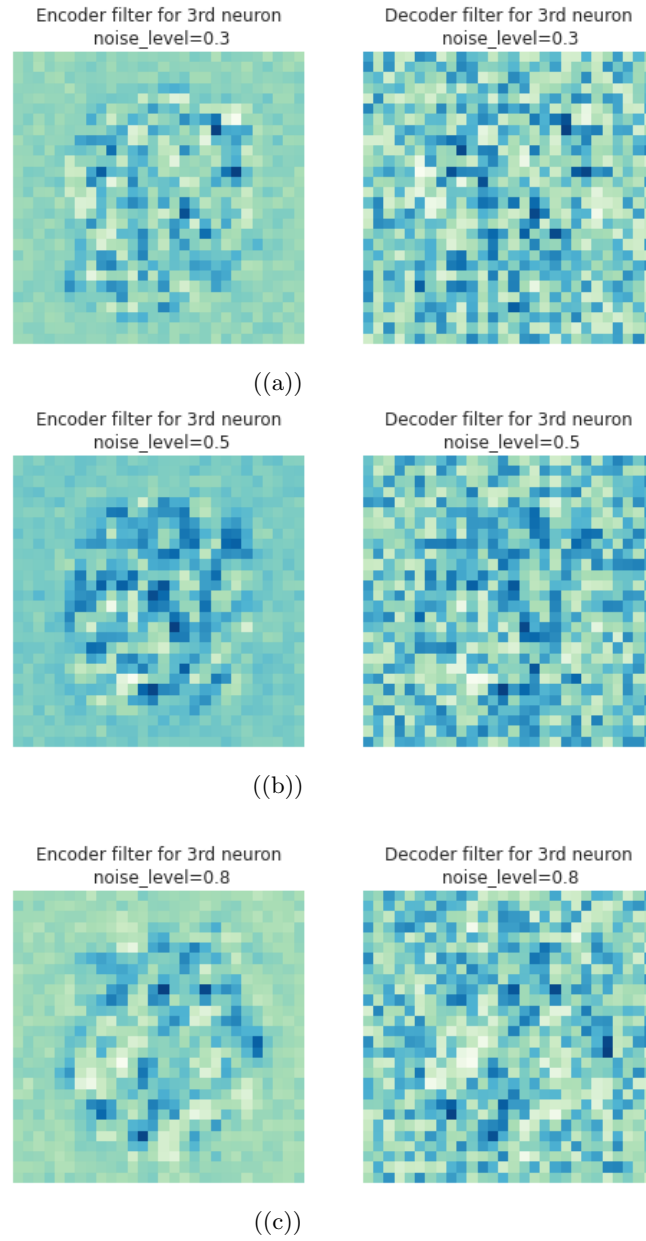 Encoder filter for 3rd neuron
noise_level=0.3
Decoder filter for 3rd neuron
noise_level=0.3
((a))
Encoder filter for 3rd neuron
noise_level=0.5
Decoder filter for 3rd neuron
noise_level=0.5
((b))
Encoder filter for 3rd neuron
noise_level=0.8
Decoder filter for 3rd neuron
noise_level=0.8
((c))